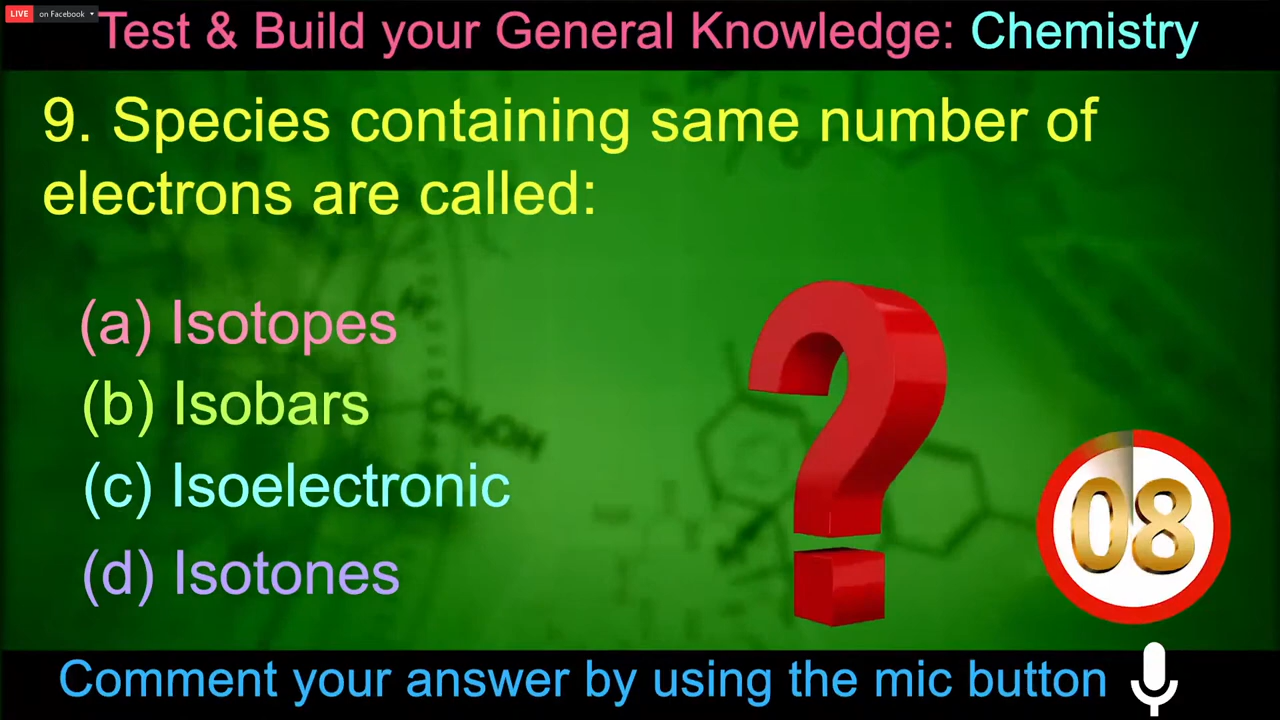 LIVE on Facebook
Test & Build your General Knowledge: Chemistry
9. Species containing same number of
electrons are called:
(a) Isotopes
(b) Isobars
(c) Isoelectronic
(d) Isotones
CH₃OH
08
Comment your answer by using the mic button